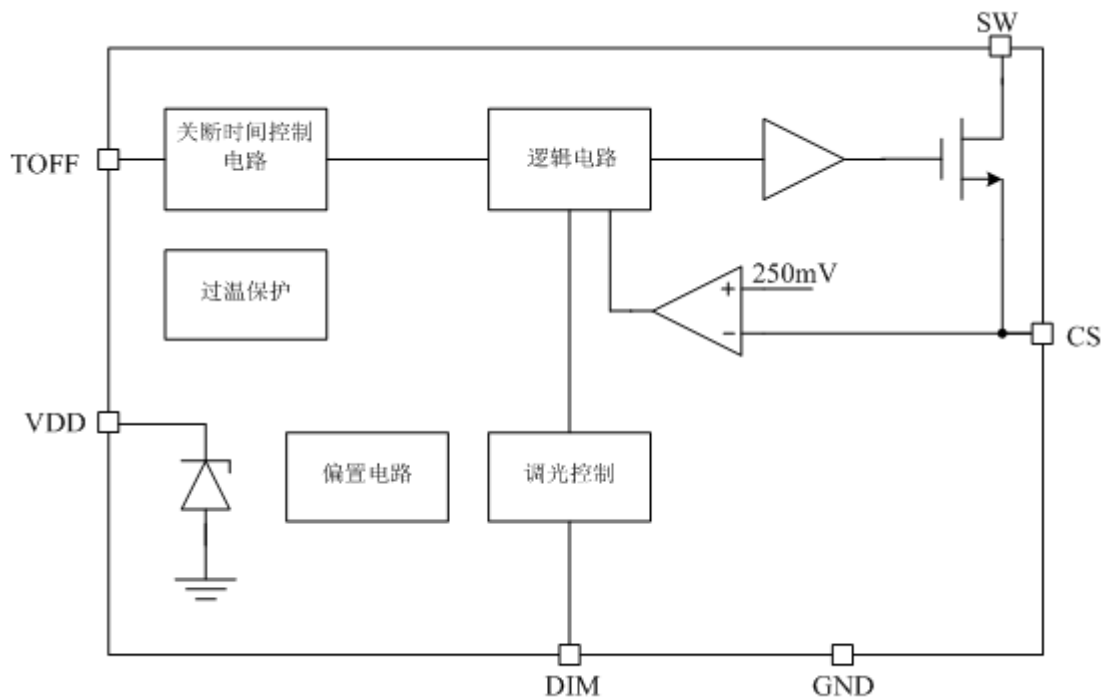 SW
关断时间控制
电路
逻辑电路
TOFF
过温保护
250mV
+
−
CS
VDD
偏置电路
调光控制
DIM
GND